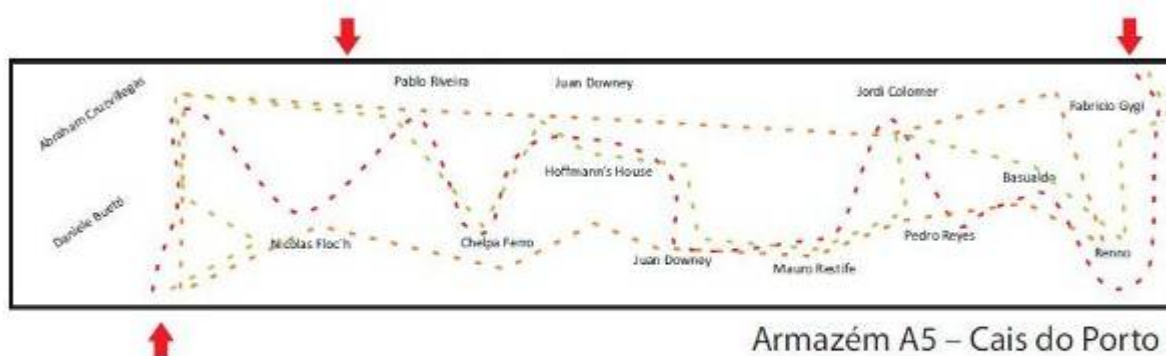 Abraham Cruzvillegas
Pablo Riveira
Juan Downey
Jordi Colomer
Fabricio Gygi
Hoffmann's House
Basualdo
Daniele Buetti
Nicolas Floc'h
Chelpa Ferro
Juan Downey
Mauro Restife
Pedro Reyes
Renno
Armazém A5 – Cais do Porto